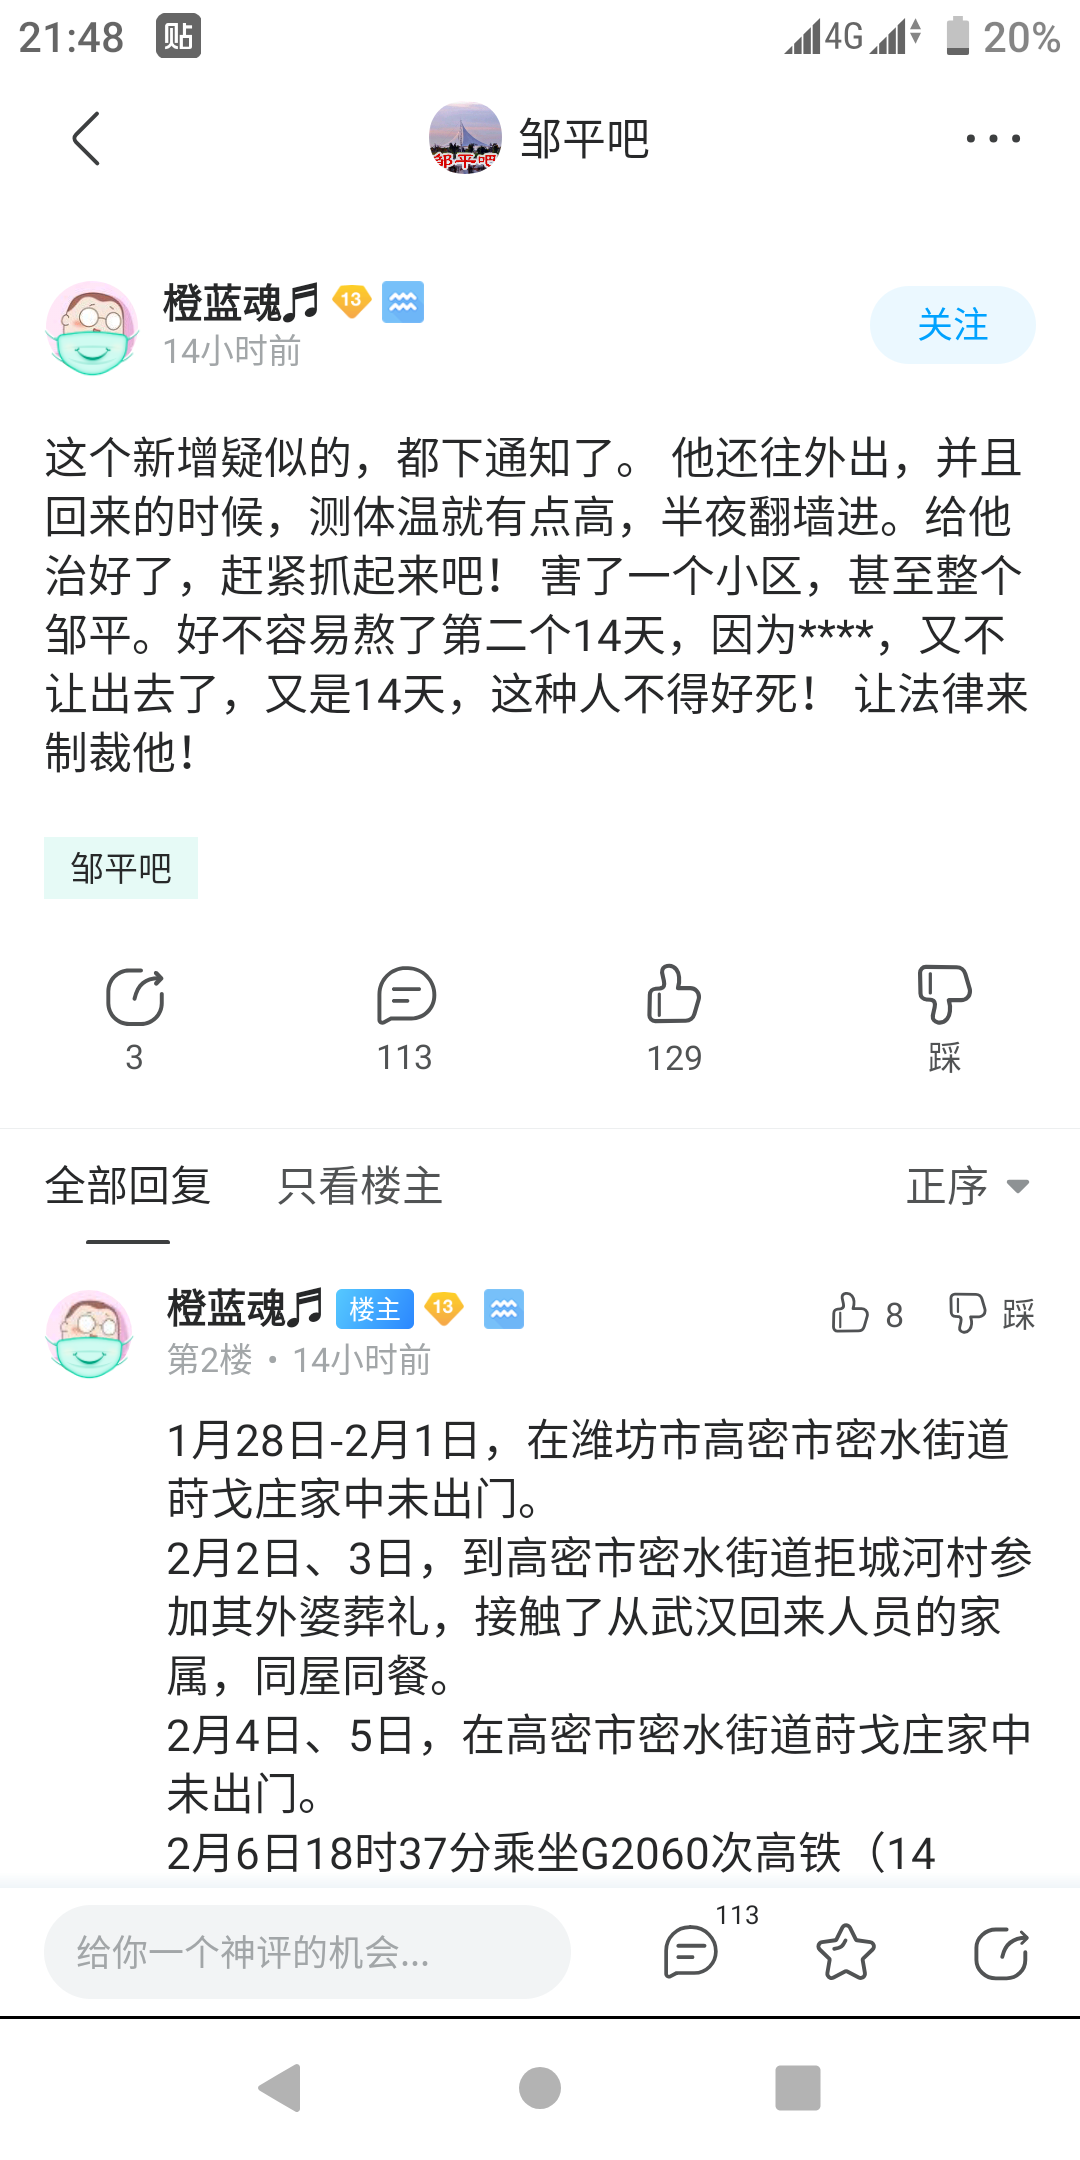 21:48 贴 4G 20%
邹平吧
邹平吧
橙蓝魂🎵 13
14小时前
关注
这个新增疑似的，都下通知了。 他还往外出，并且
回来的时候，测体温就有点高，半夜翻墙进。给他
治好了，赶紧抓起来吧！ 害了一个小区，甚至整个
邹平。好不容易熬了第二个14天，因为****，又不
让出去了，又是14天，这种人不得好死！ 让法律来
制裁他！
邹平吧
3 113 129 踩
全部回复 只看楼主 正序
橙蓝魂🎵 楼主 13 8 踩
第2楼 • 14小时前
1月28日-2月1日，在潍坊市高密市密水街道
莳戈庄家中未出门。
2月2日、3日，到高密市密水街道拒城河村参
加其外婆葬礼，接触了从武汉回来人员的家
属，同屋同餐。
2月4日、5日，在高密市密水街道莳戈庄家中
未出门。
2月6日18时37分乘坐G2060次高铁（14
给你一个神评的机会... 113